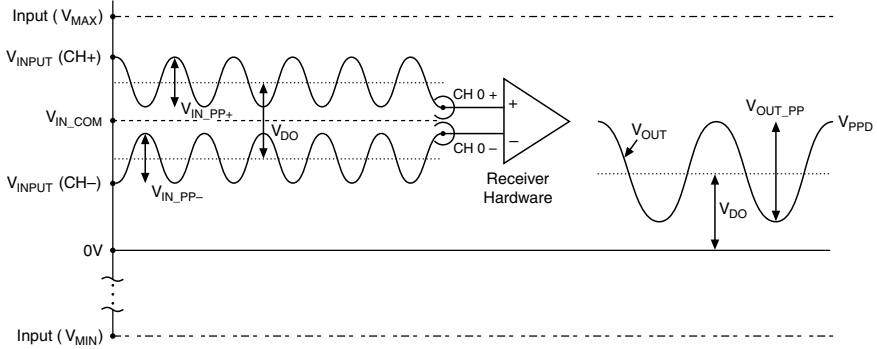 Input (V_MAX)
V_INPUT (CH+)
V_IN_PP+
V_IN_COM
V_DO
V_IN_PP–
V_INPUT (CH–)
0V
Input (V_MIN)
CH 0 +
+
CH 0 –
–
Receiver
Hardware
V_OUT
V_OUT_PP
V_PPD
V_DO